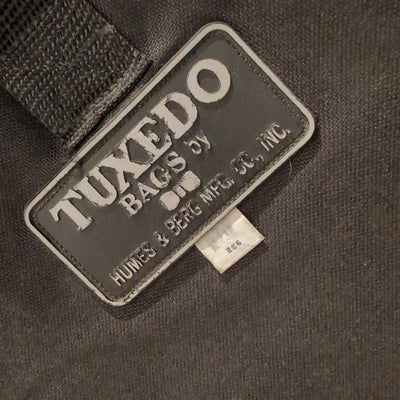 TUXEDO
BAGS by
HUMES & BERG MFG. CO., INC.